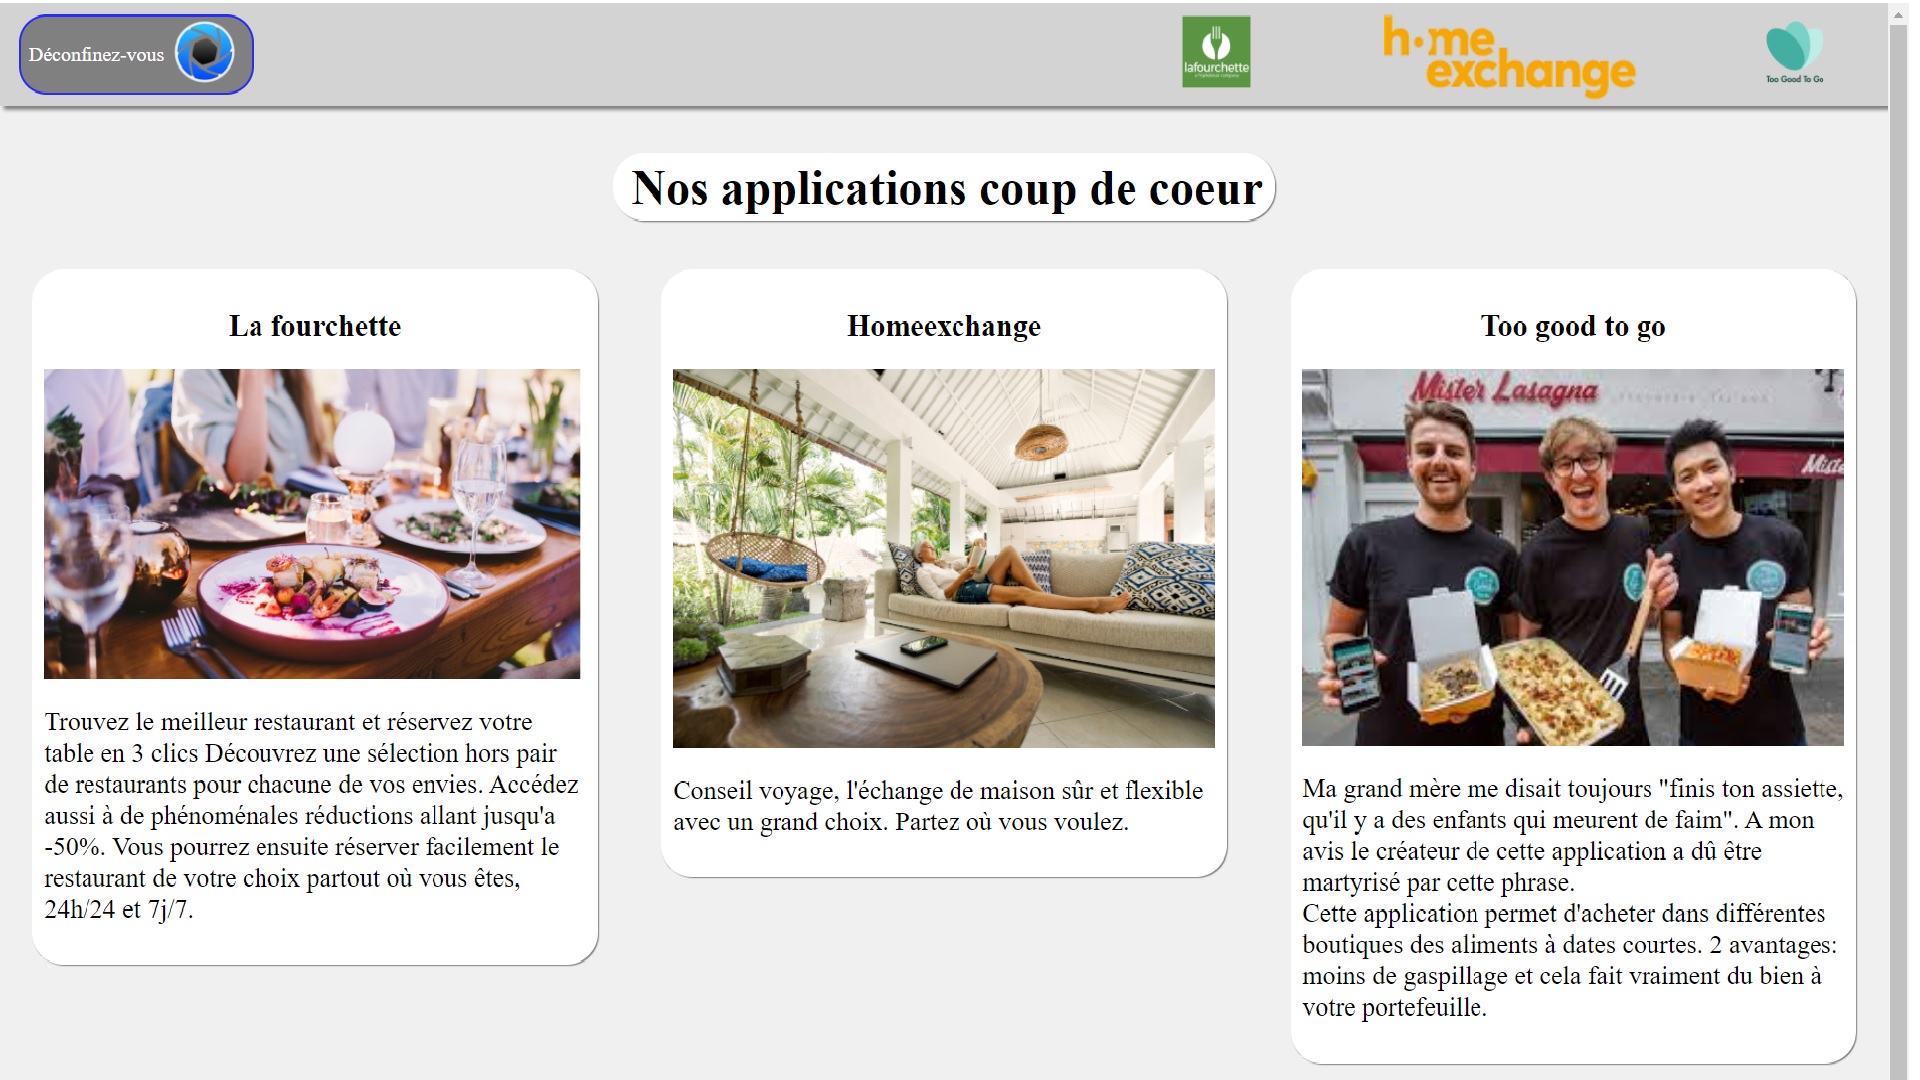 Déconfinez-vous
lafourchette
home
exchange
Too Good To Go
Nos applications coup de coeur
La fourchette
Trouvez le meilleur restaurant et réservez votre
table en 3 clics Découvrez une sélection hors pair
de restaurants pour chacune de vos envies. Accédez
aussi à de phénoménales réductions allant jusqu'a
-50%. Vous pourrez ensuite réserver facilement le
restaurant de votre choix partout où vous êtes,
24h/24 et 7j/7.
Homeexchange
Conseil voyage, l'échange de maison sûr et flexible
avec un grand choix. Partez où vous voulez.
Too good to go
Mister Lasagna
Ma grand mère me disait toujours "finis ton assiette,
qu'il y a des enfants qui meurent de faim". A mon
avis le créateur de cette application a dû être
martyrisé par cette phrase.
Cette application permet d'acheter dans différentes
boutiques des aliments à dates courtes. 2 avantages:
moins de gaspillage et cela fait vraiment du bien à
votre portefeuille.